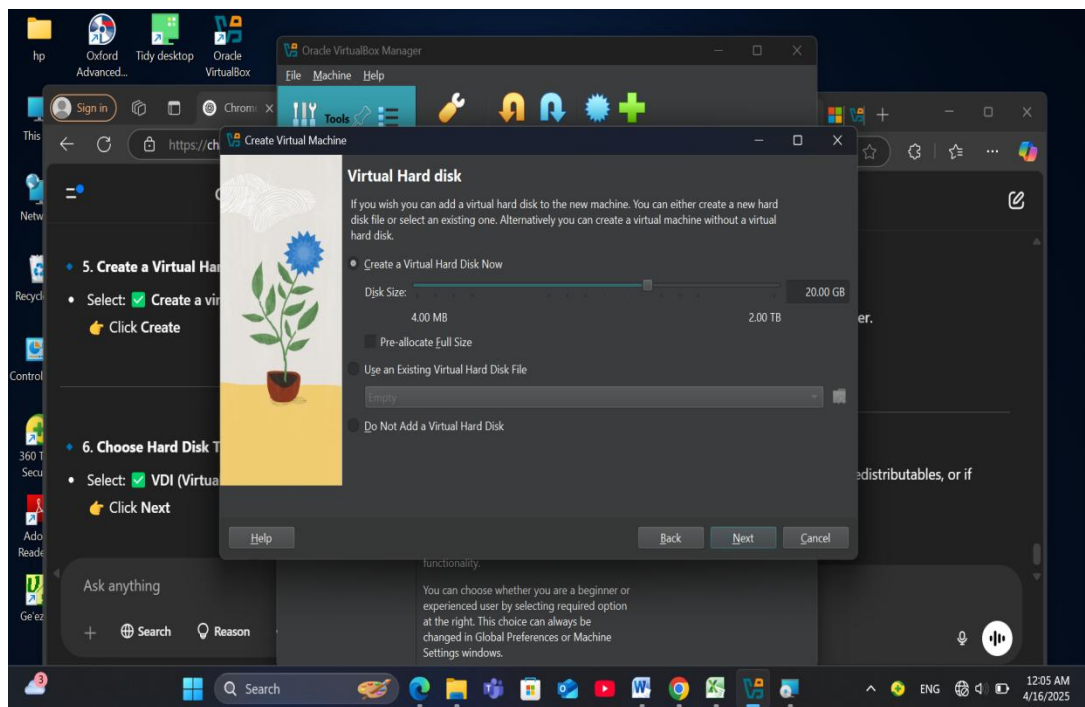 hp
Oxford Advanced...
Tidy desktop
Oracle VirtualBox
This
Netw
Recycl
Control
360 T
Secu
Ado
Reade
Ge'ez
Oracle VirtualBox Manager
File Machine Help
Tools
Sign in
Chrom
https://ch
5. Create a Virtual Har
Select: ✅ Create a vir
👉 Click Create
6. Choose Hard Disk T
Select: ✅ VDI (Virtua
👉 Click Next
er.
edistributables, or if
Create Virtual Machine
Virtual Hard disk
If you wish you can add a virtual hard disk to the new machine. You can either create a new hard
disk file or select an existing one. Alternatively you can create a virtual machine without a virtual
hard disk.
Create a Virtual Hard Disk Now
Disk Size:
20.00 GB
4.00 MB 2.00 TB
Pre-allocate Full Size
Use an Existing Virtual Hard Disk File
Empty
Do Not Add a Virtual Hard Disk
Help Back Next Cancel
functionality.
You can choose whether you are a beginner or
experienced user by selecting required option
at the right. This choice can always be
changed in Global Preferences or Machine
Settings windows.
Ask anything
Search Reason
3
Search
ENG
12:05 AM
4/16/2025